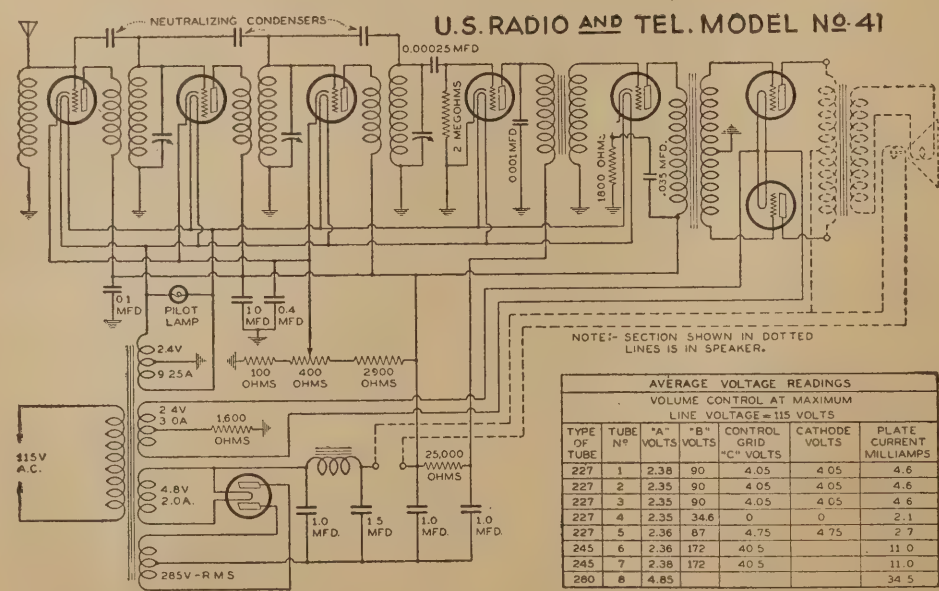 U.S. RADIO AND TEL. MODEL No. 41
NEUTRALIZING CONDENSERS
0.00025 MFD
2 MEGOHMS
0.001 MFD
1800 OHMS
.035 MFD.
0.1
MFD
PILOT
LAMP
1.0
MFD
0.4
MFD
2.4V
9.25A
100
OHMS
400
OHMS
2900
OHMS
2.4V
3.0A
1,600
OHMS
115V
A.C.
4.8V
2.0A.
285V-RMS
25,000
OHMS
1.0
MFD.
1.5
MFD
1.0
MFD.
1.0
MFD.
NOTE:- SECTION SHOWN IN DOTTED
LINES IS IN SPEAKER.
AVERAGE VOLTAGE READINGS
VOLUME CONTROL AT MAXIMUM
LINE VOLTAGE = 115 VOLTS
TYPE OF TUBE TUBE No "A" VOLTS "B" VOLTS CONTROL GRID "C" VOLTS CATHODE VOLTS PLATE CURRENT MILLIAMPS
227 1 2.38 90 4.05 4.05 4.6
227 2 2.35 90 4.05 4.05 4.6
227 3 2.35 90 4.05 4.05 4.6
227 4 2.35 34.6 0 0 2.1
227 5 2.36 87 4.75 4.75 2.7
245 6 2.36 172 40.5 11.0
245 7 2.38 172 40.5 11.0
280 8 4.85 34.5